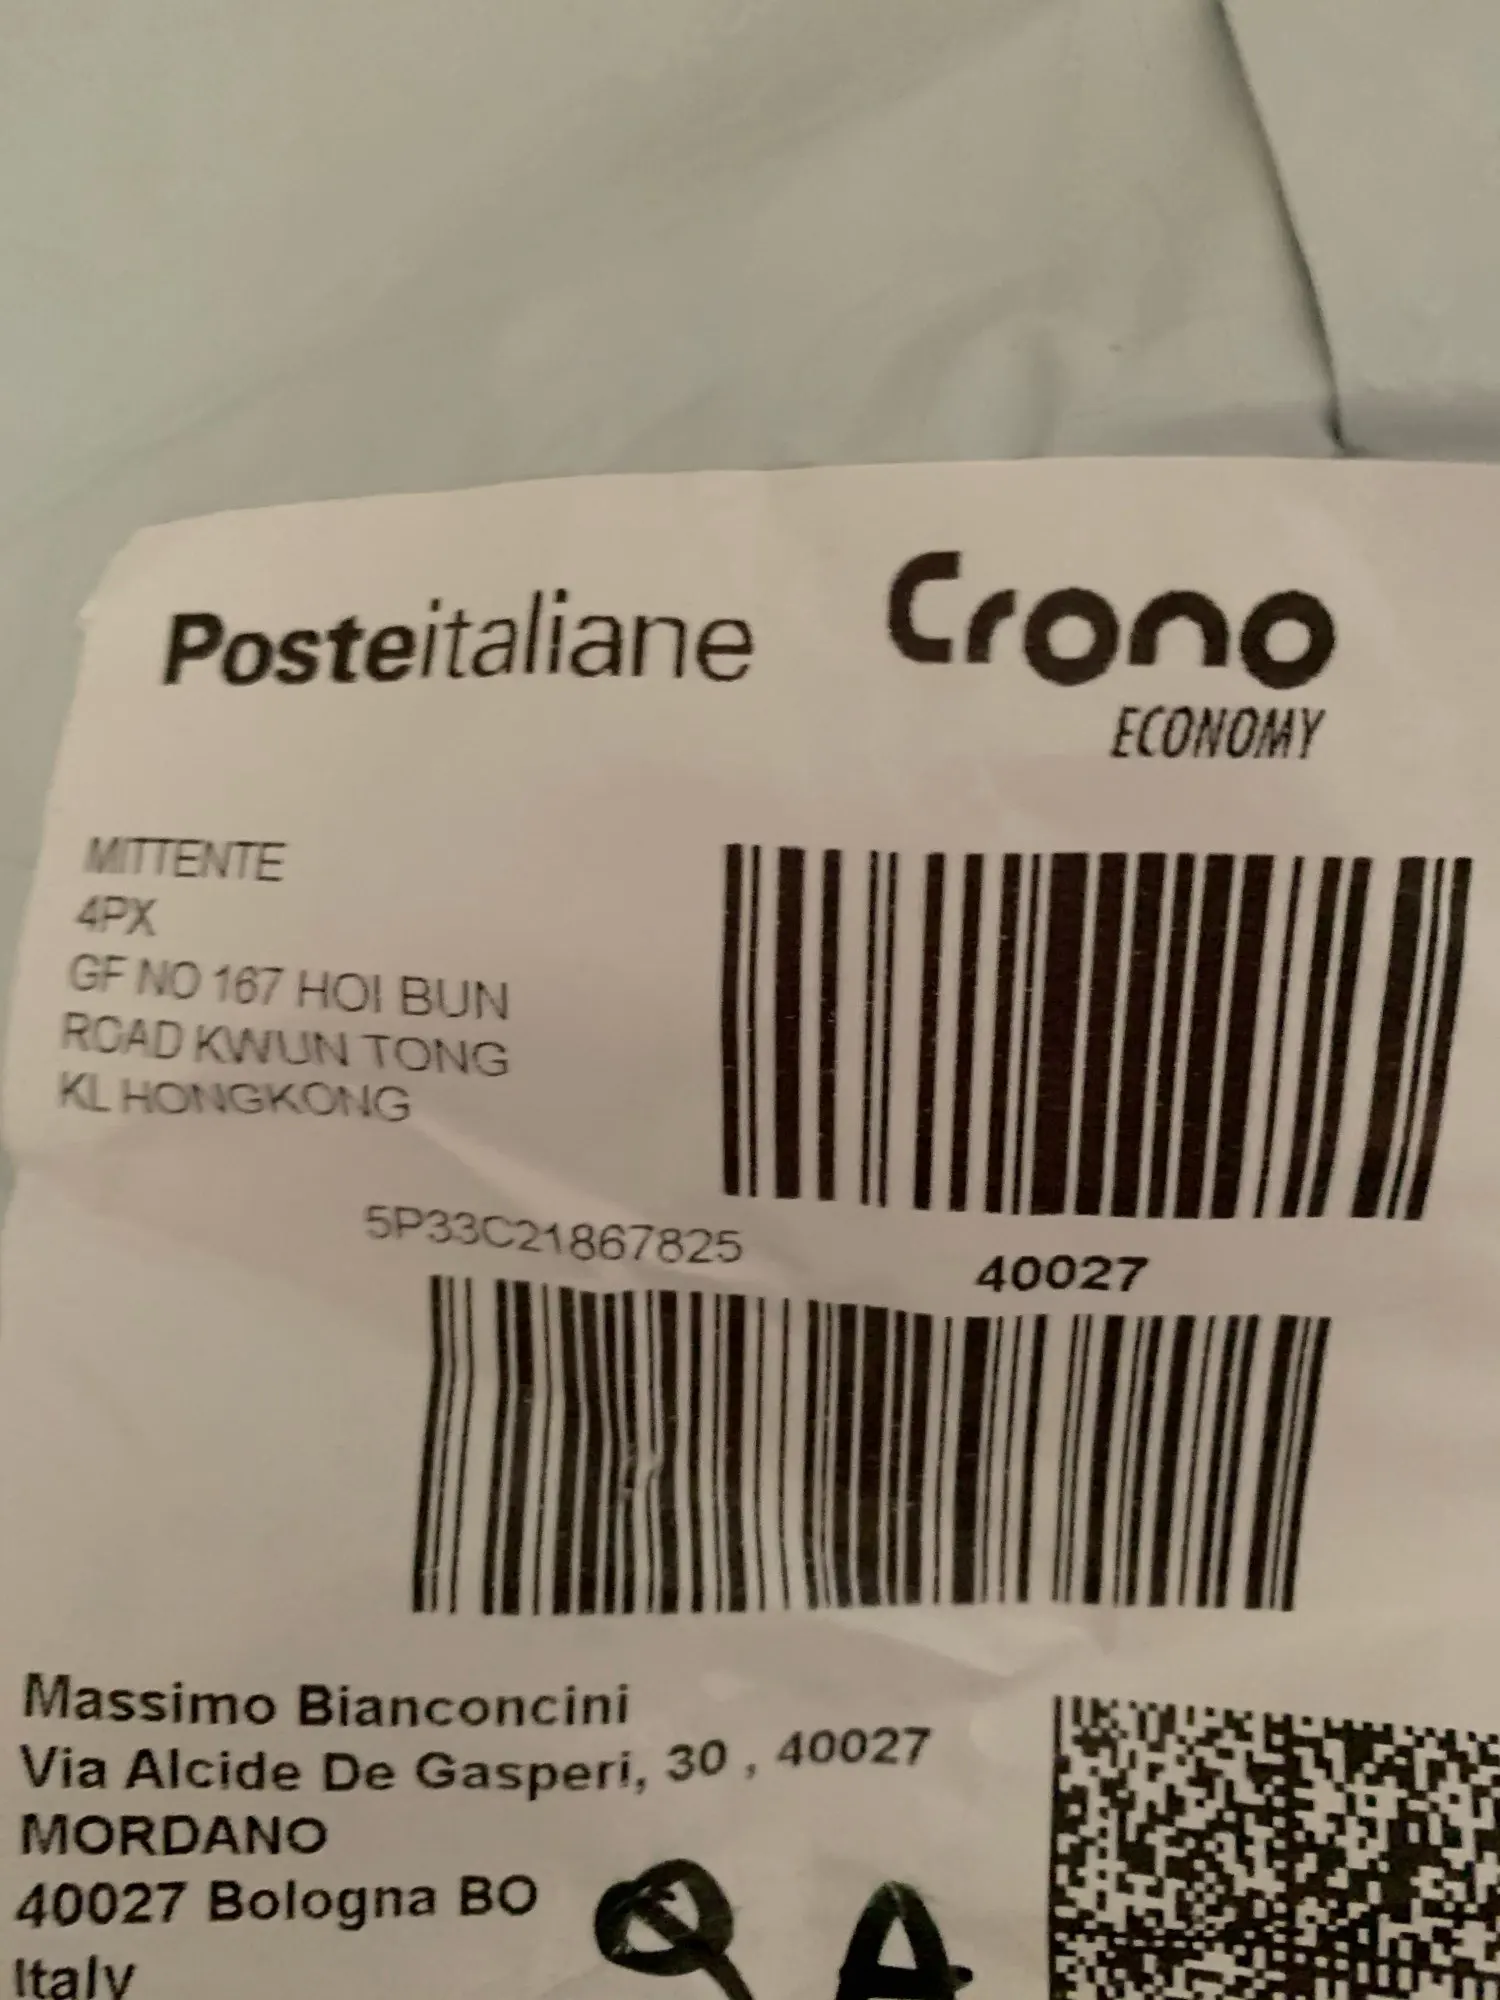 Posteitaliane
Crono
ECONOMY
MITTENTE
4PX
GF NO 167 HOI BUN
ROAD KWUN TONG
KL HONGKONG
5P33C21867825
40027
Massimo Bianconcini
Via Alcide De Gasperi, 30 , 40027
MORDANO
40027 Bologna BO
Italy
A